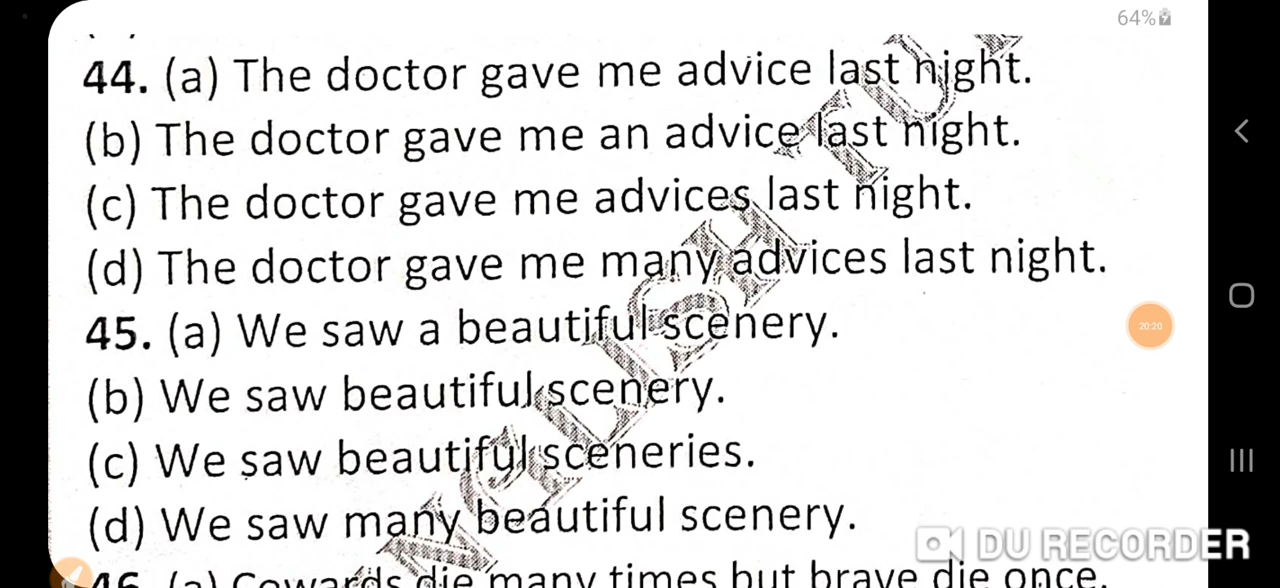 64%
44. (a) The doctor gave me advice last night.
(b) The doctor gave me an advice last night.
(c) The doctor gave me advices last night.
(d) The doctor gave me many advices last night.
45. (a) We saw a beautiful scenery.
20:20
(b) We saw beautiful scenery.
(c) We saw beautiful sceneries.
(d) We saw many beautiful scenery.
DU RECORDER
46. (a) Cowards die many times but brave die once.